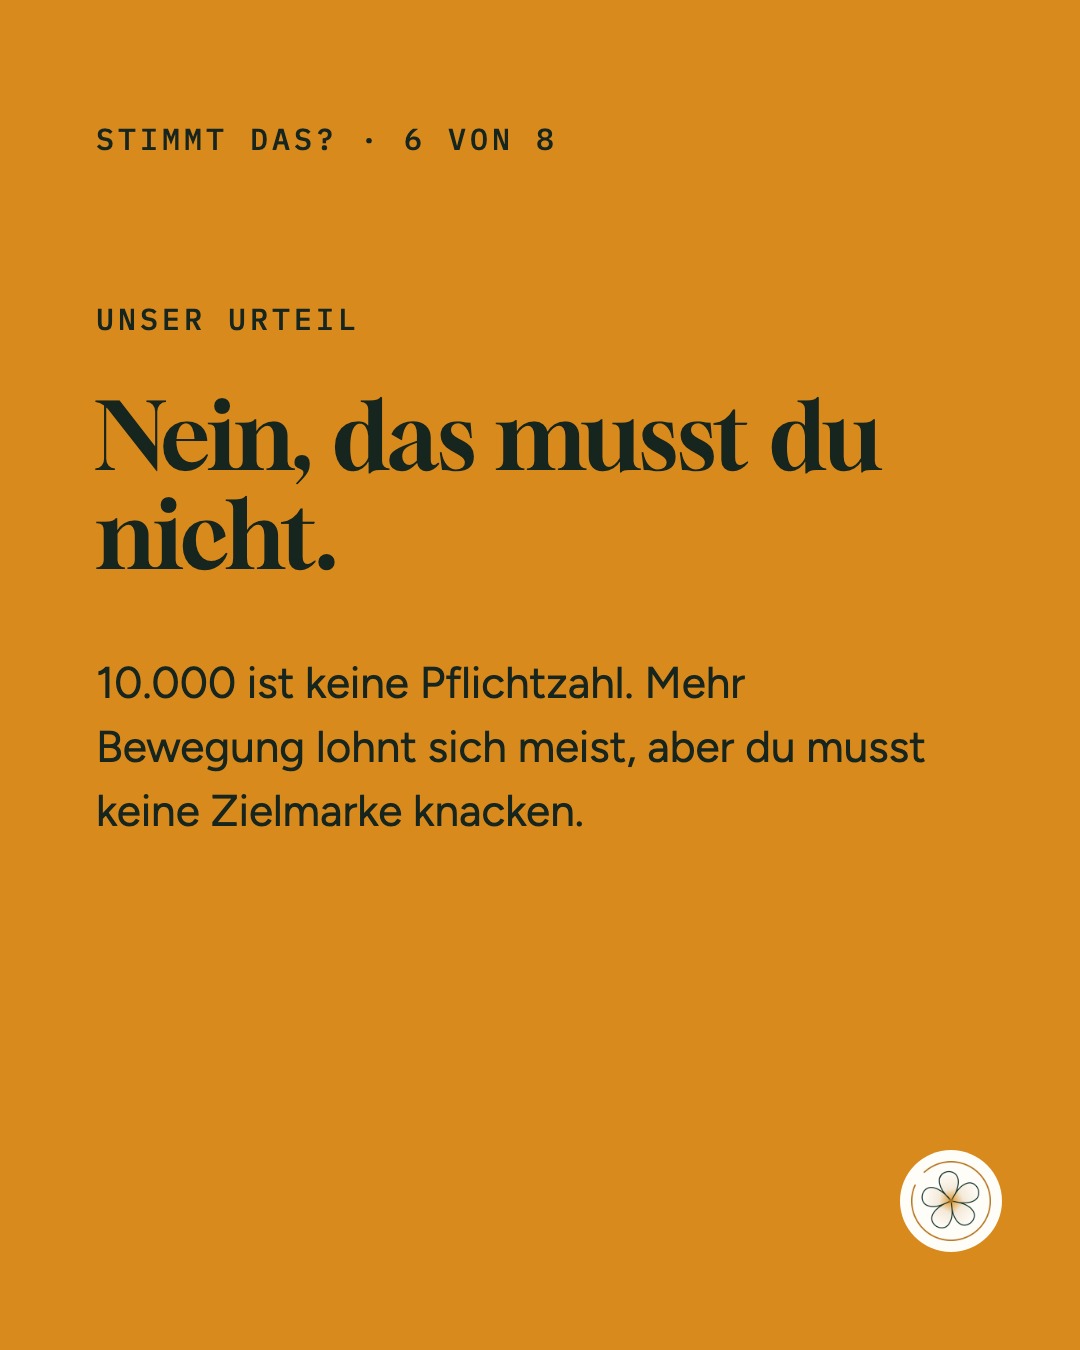 STIMMT DAS? · 6 VON 8
UNSER URTEIL
Nein, das musst du
nicht.
10.000 ist keine Pflichtzahl. Mehr
Bewegung lohnt sich meist, aber du musst
keine Zielmarke knacken.